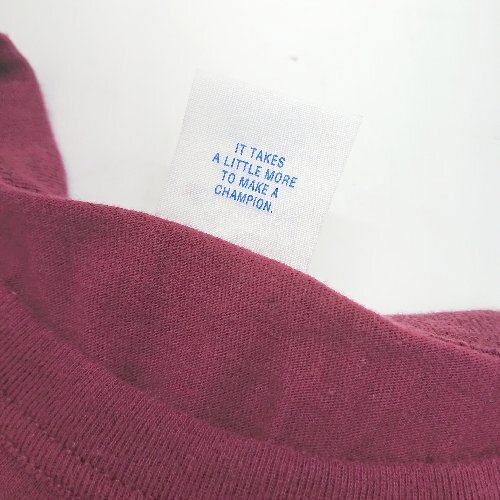 IT TAKES
A LITTLE MORE
TO MAKE A
CHAMPION.